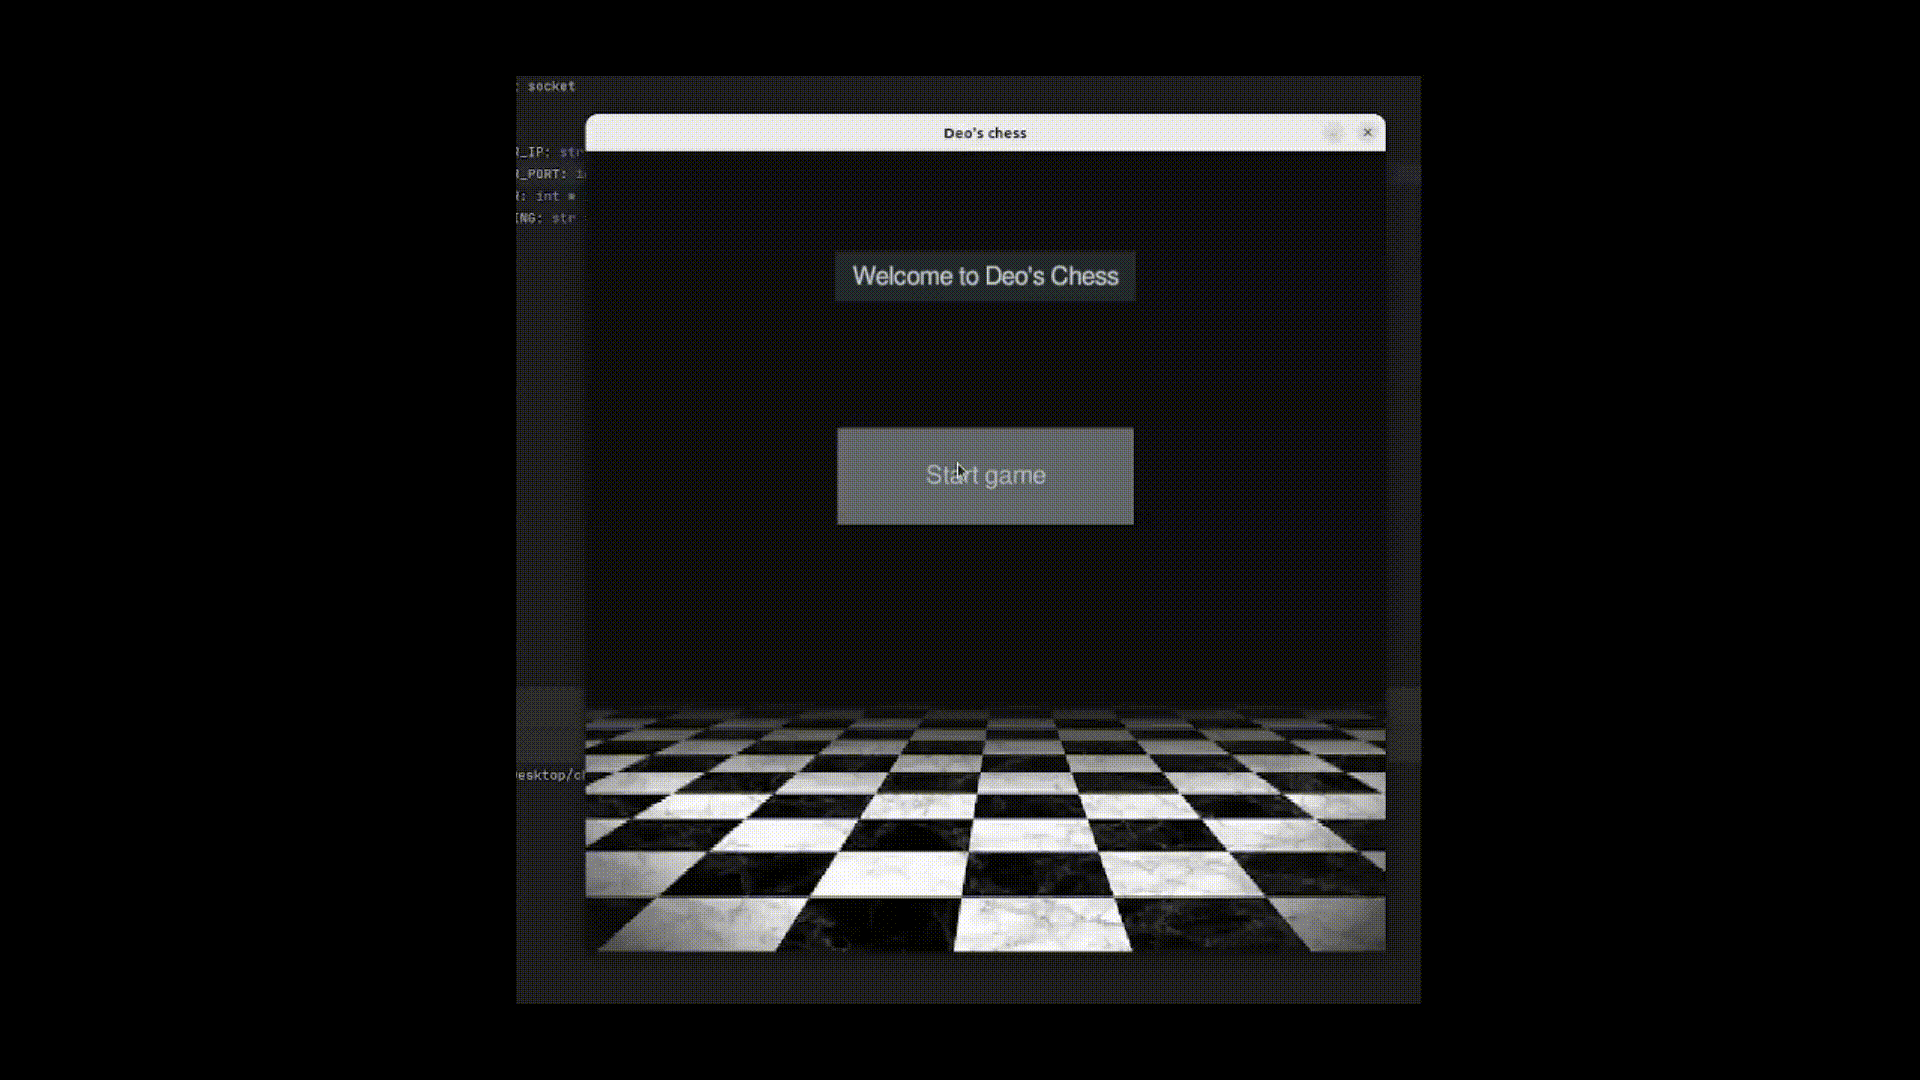 : socket
Deo's chess
R_IP: str
R_PORT: i
R: int =
ING: str
Welcome to Deo's Chess
Start game
esktop/c